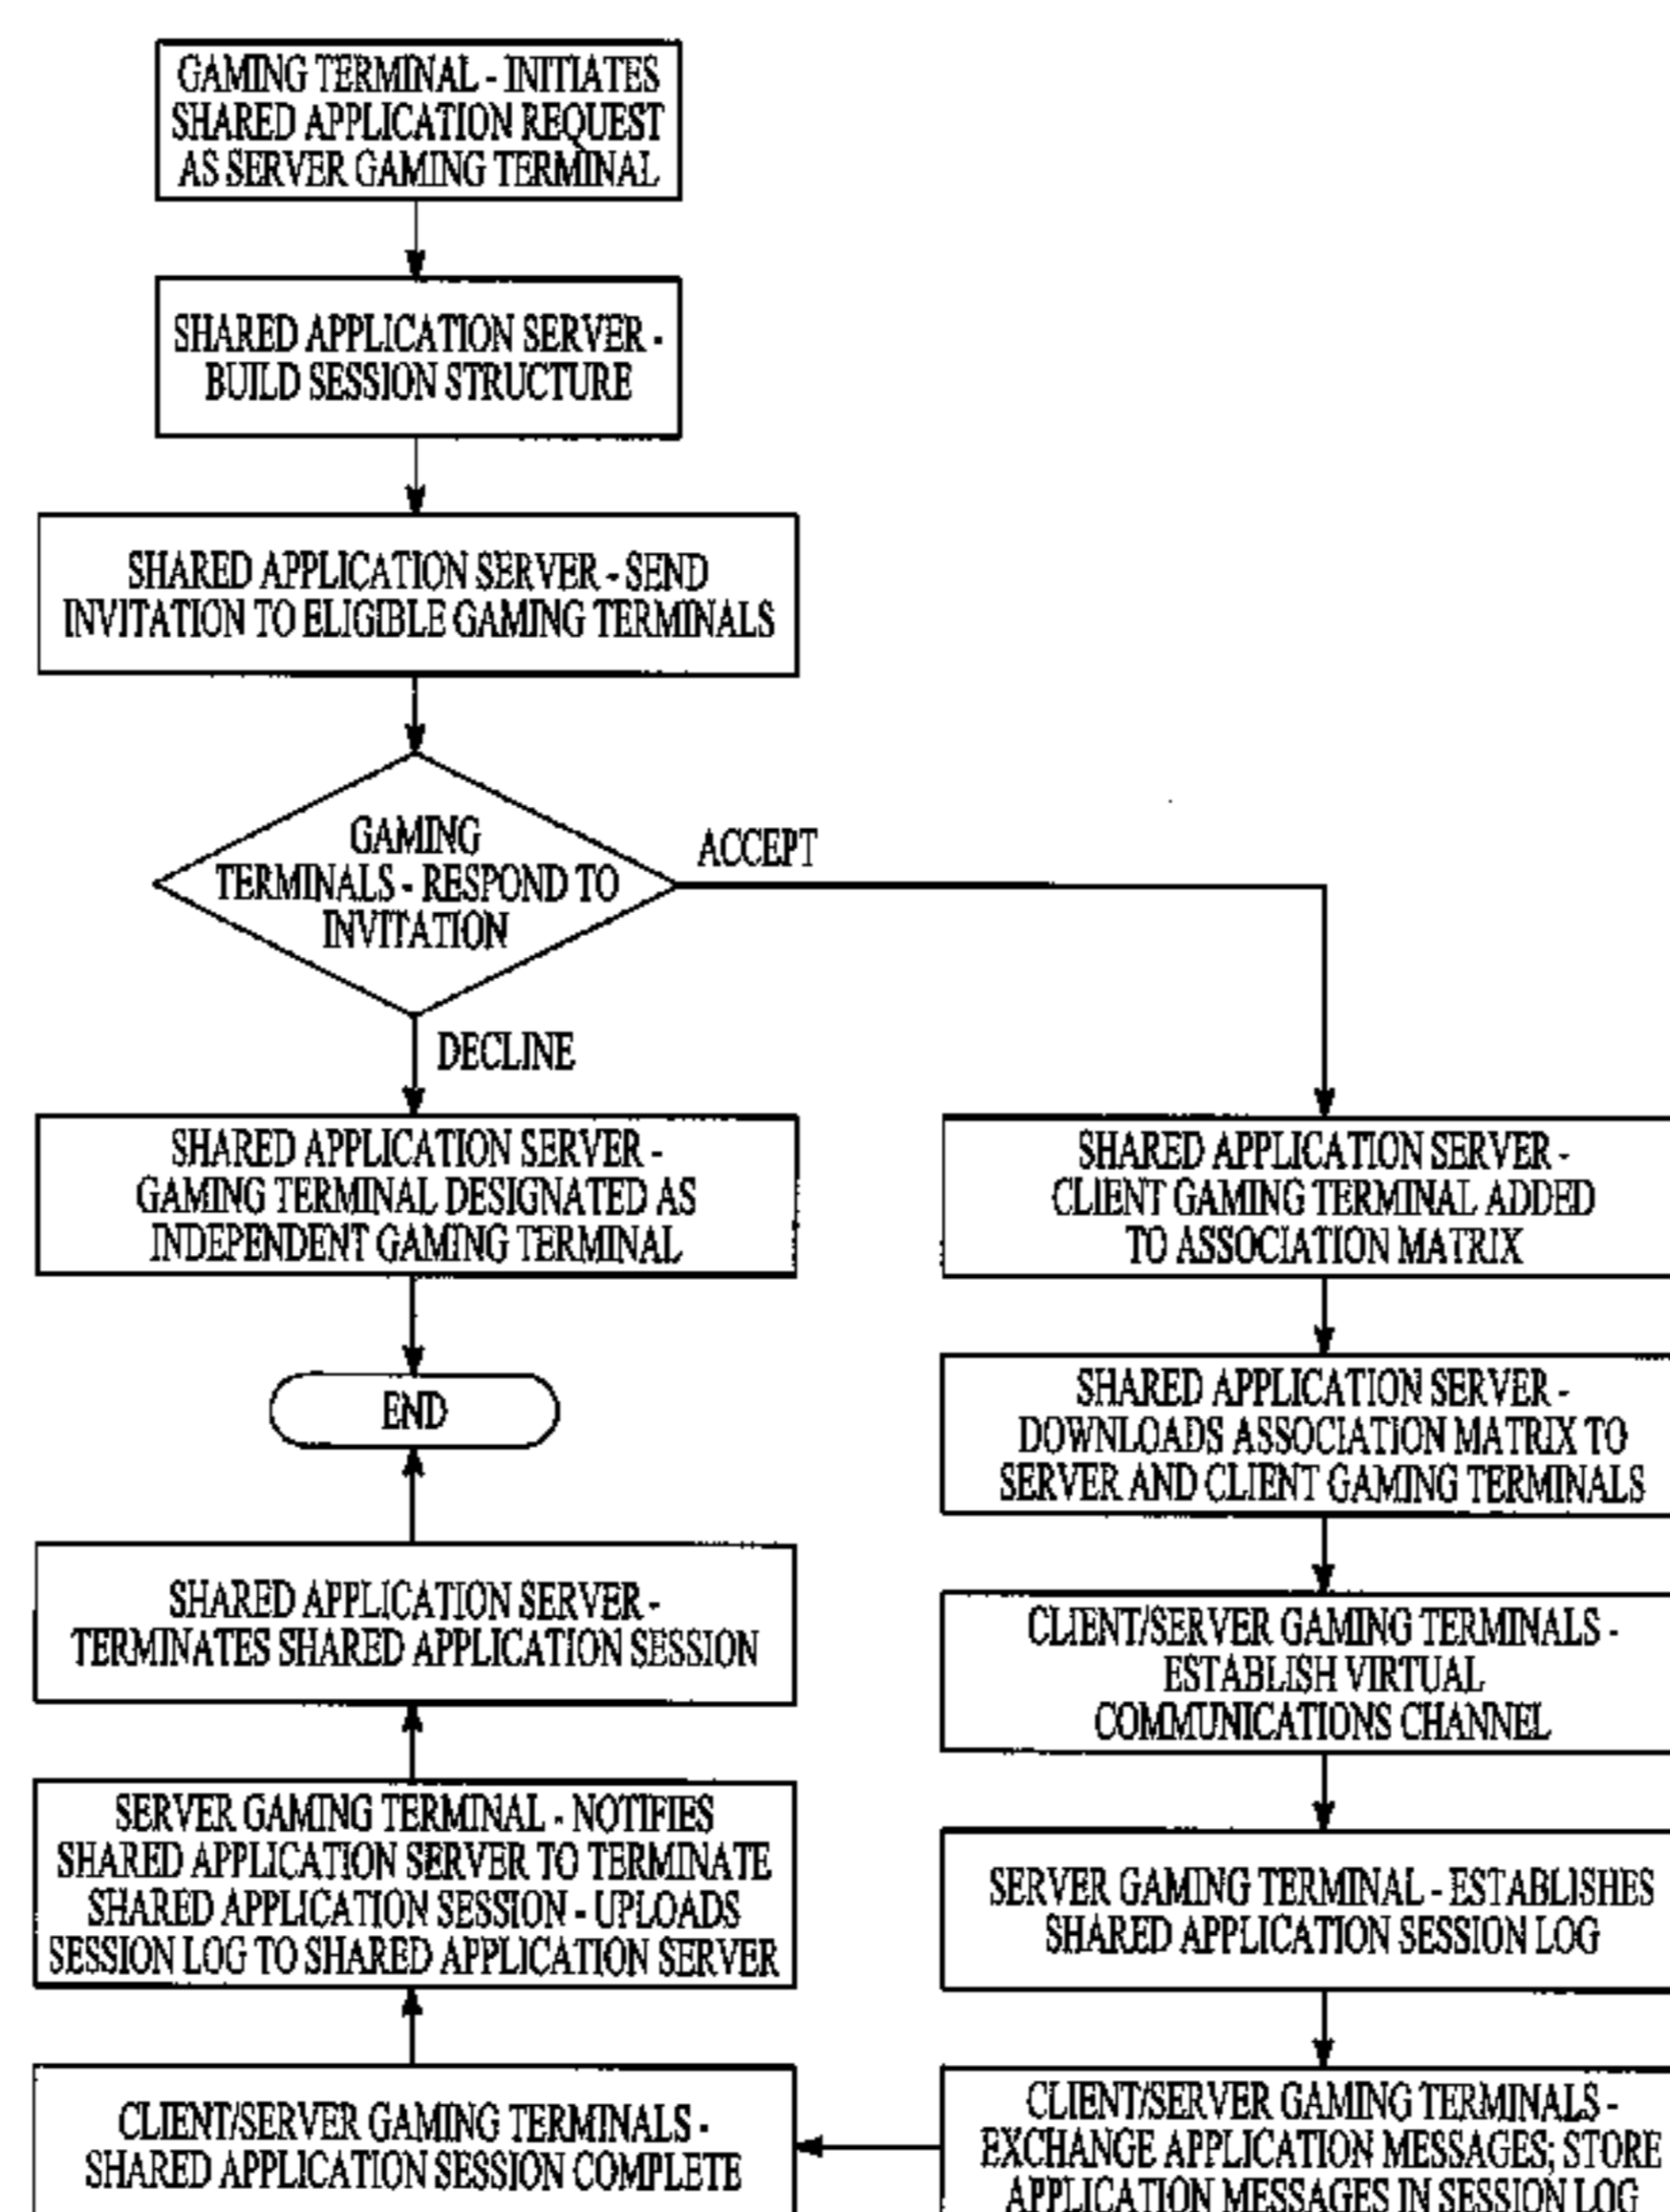 GAMING TERMINAL - INITIATES
SHARED APPLICATION REQUEST
AS SERVER GAMING TERMINAL
SHARED APPLICATION SERVER -
BUILD SESSION STRUCTURE
SHARED APPLICATION SERVER - SEND
INVITATION TO ELIGIBLE GAMING TERMINALS
GAMING
TERMINALS - RESPOND TO
INVITATION
ACCEPT
DECLINE
SHARED APPLICATION SERVER -
GAMING TERMINAL DESIGNATED AS
INDEPENDENT GAMING TERMINAL
END
SHARED APPLICATION SERVER -
TERMINATES SHARED APPLICATION SESSION
SERVER GAMING TERMINAL - NOTIFIES
SHARED APPLICATION SERVER TO TERMINATE
SHARED APPLICATION SESSION - UPLOADS
SESSION LOG TO SHARED APPLICATION SERVER
CLIENT/SERVER GAMING TERMINALS -
SHARED APPLICATION SESSION COMPLETE
SHARED APPLICATION SERVER -
CLIENT GAMING TERMINAL ADDED
TO ASSOCIATION MATRIX
SHARED APPLICATION SERVER -
DOWNLOADS ASSOCIATION MATRIX TO
SERVER AND CLIENT GAMING TERMINALS
CLIENT/SERVER GAMING TERMINALS -
ESTABLISH VIRTUAL
COMMUNICATIONS CHANNEL
SERVER GAMING TERMINAL - ESTABLISHES
SHARED APPLICATION SESSION LOG
CLIENT/SERVER GAMING TERMINALS -
EXCHANGE APPLICATION MESSAGES; STORE
APPLICATION MESSAGES IN SESSION LOG